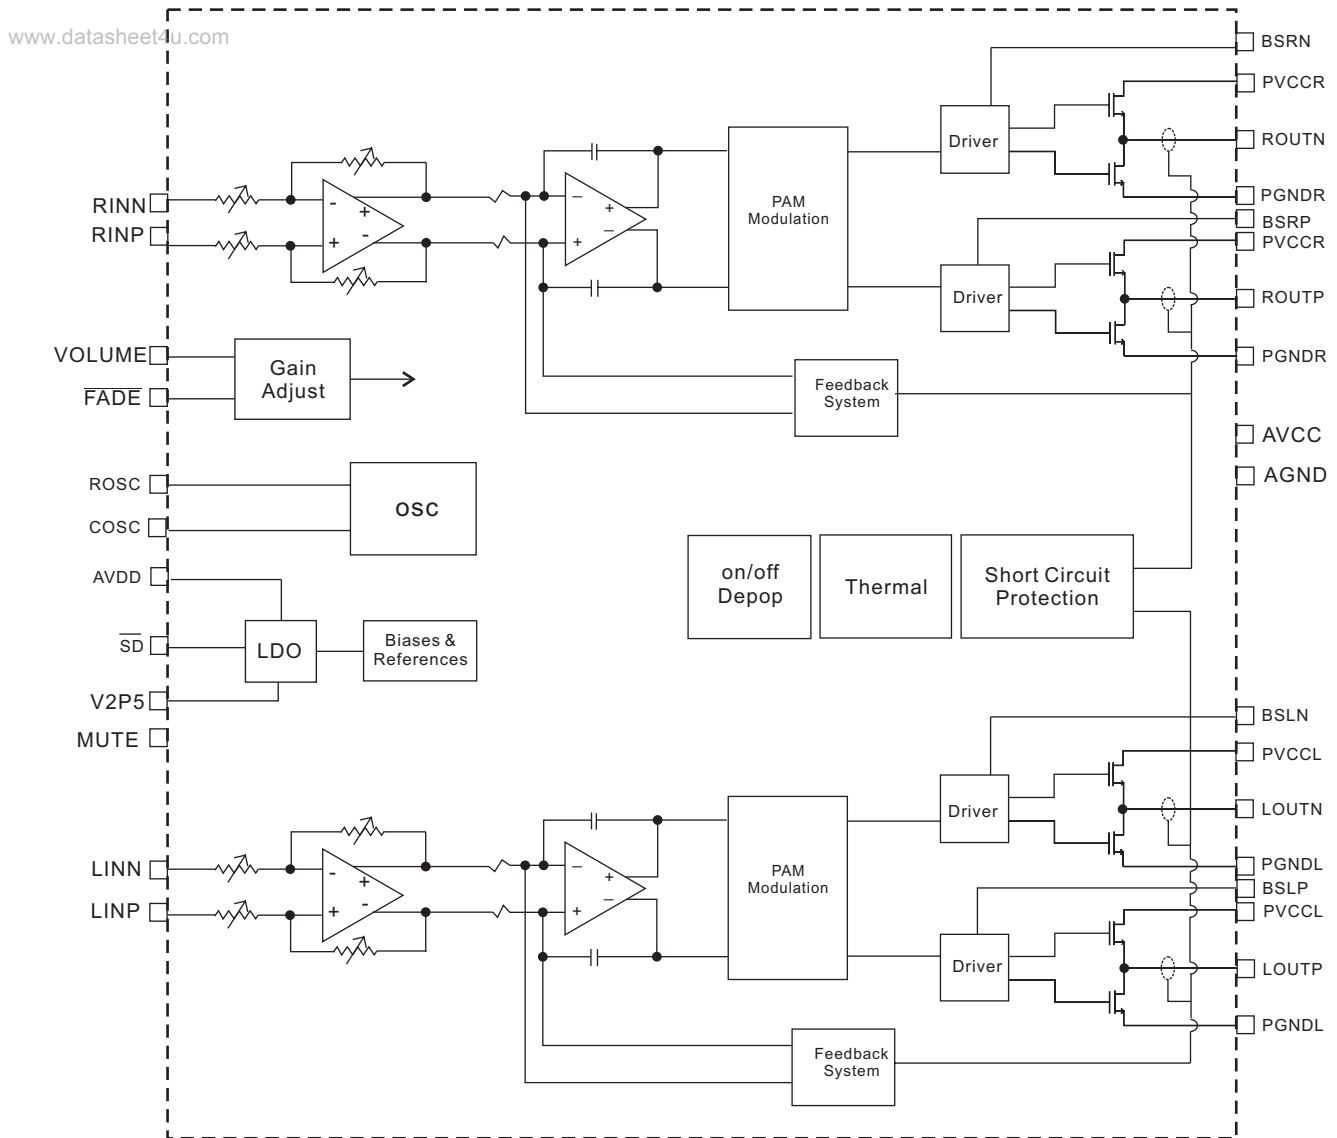 www.datasheet4u.com
BSRN
PVCCR
Driver
ROUTN
PAM
Modulation
RINN
RINP
- + + -
− + − +
PGNDR
BSRP
PVCCR
Driver
ROUTP
VOLUME
FADE
Gain
Adjust
Feedback
System
PGNDR
AVCC
AGND
ROSC
COSC
OSC
AVDD
SD
V2P5
MUTE
LDO
Biases &
References
on/off
Depop
Thermal
Short Circuit
Protection
BSLN
PVCCL
Driver
LOUTN
PAM
Modulation
LINN
LINP
- + + -
− + − +
PGNDL
BSLP
PVCCL
Driver
LOUTP
Feedback
System
PGNDL